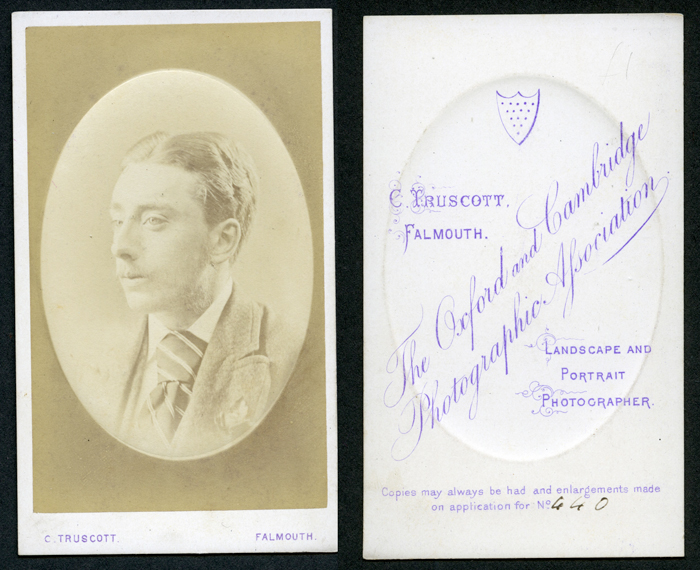 C. TRUSCOTT. FALMOUTH.
C. TRUSCOTT,
FALMOUTH.
The Oxford and Cambridge
Photographic Association
LANDSCAPE AND
PORTRAIT
PHOTOGRAPHER.
Copies may always be had and enlargements made
on application for No. 440